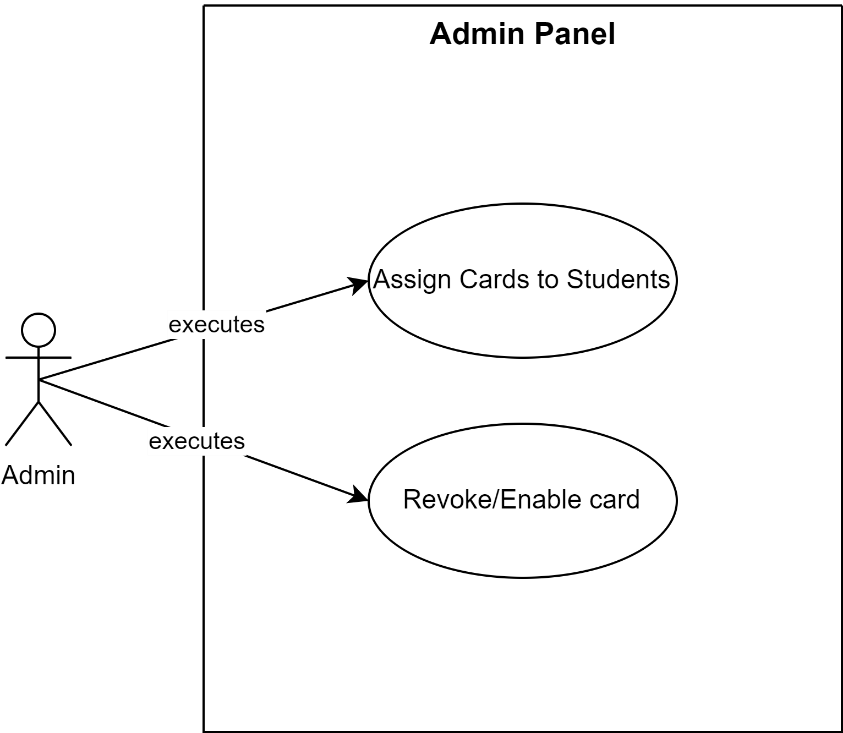 Admin Panel
Assign Cards to Students
executes
executes
Admin
Revoke/Enable card